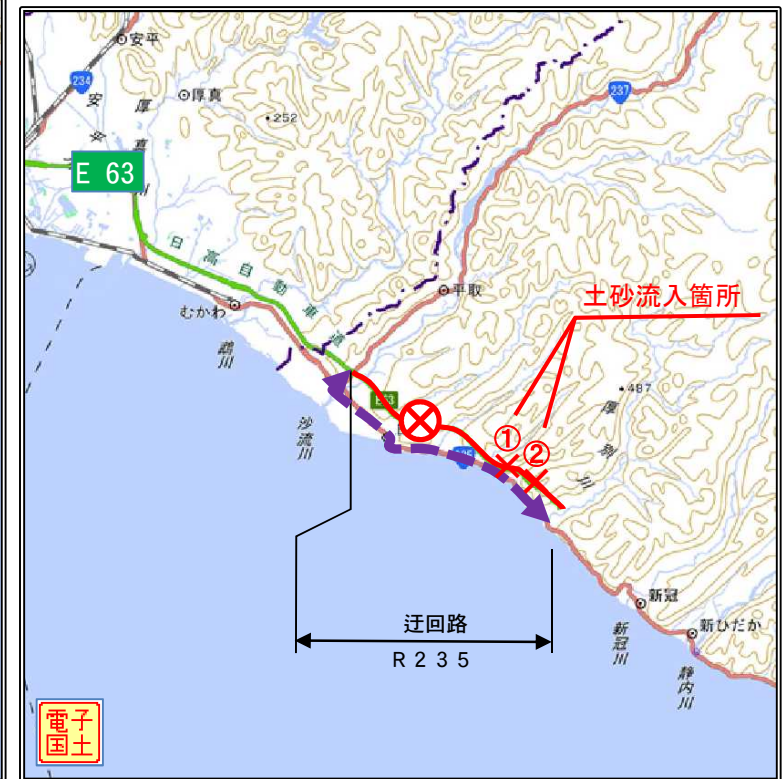 安平
234
厚真
252
237
安
平
川
厚
真
川
E 63
日高自動車道
平取
むかわ
鵡川
土砂流入箇所
487
厚
別
川
沙流川
①
②
新冠
新ひだか
新冠川
静内川
迂回路
R235
電子
国土